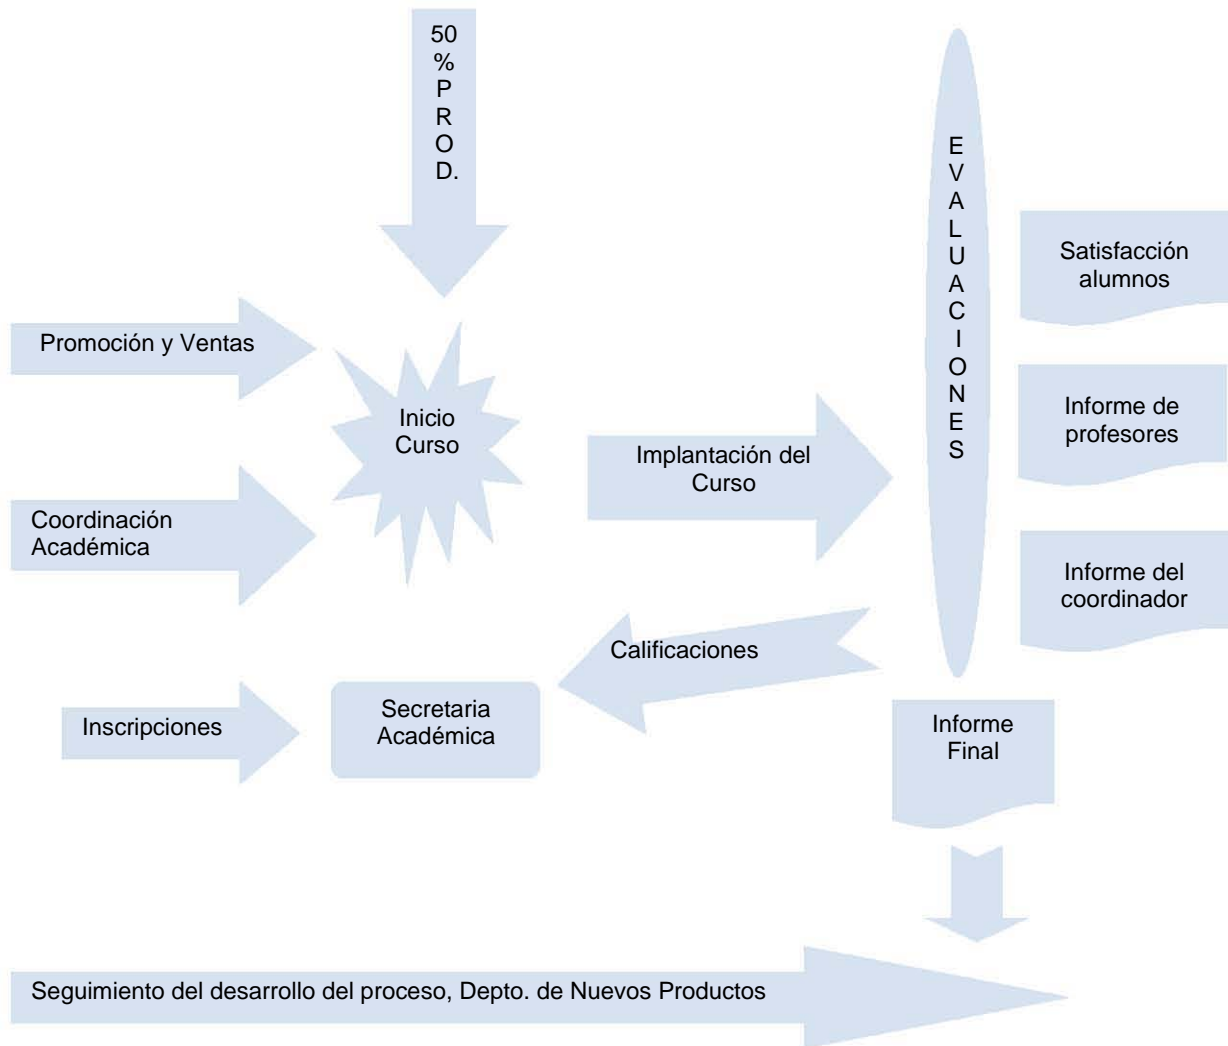 50
%
P
R
O
D.
E
V
A
L
U
A
C
I
O
N
E
S
Satisfacción
alumnos
Promoción y Ventas
Inicio
Curso
Informe de
profesores
Implantación del
Curso
Coordinación
Académica
Informe del
coordinador
Calificaciones
Inscripciones
Secretaria
Académica
Informe
Final
Seguimiento del desarrollo del proceso, Depto. de Nuevos Productos